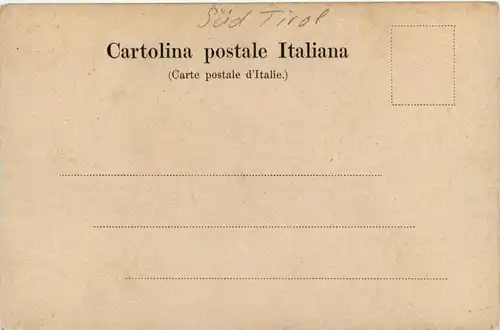 Süd Tirol
Cartolina postale Italiana
(Carte postale d'Italie.)